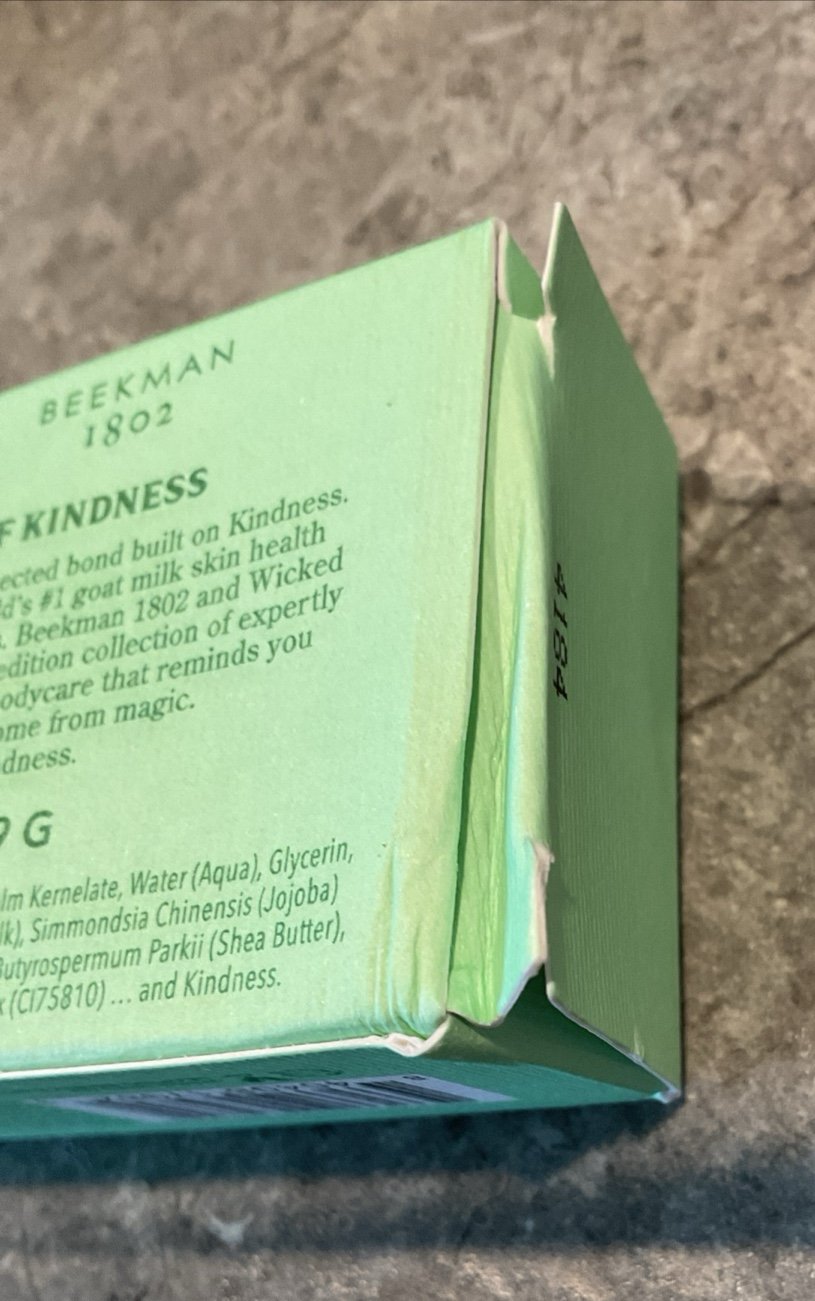 BEEKMAN
1802
F KINDNESS
ected bond built on Kindness.
d's #1 goat milk skin health
. Beekman 1802 and Wicked
edition collection of expertly
odycare that reminds you
ome from magic.
dness.
9 G
lm Kernelate, Water (Aqua), Glycerin,
lk), Simmondsia Chinensis (Jojoba)
Butyrospermum Parkii (Shea Butter),
(CI75810) ... and Kindness.
4184